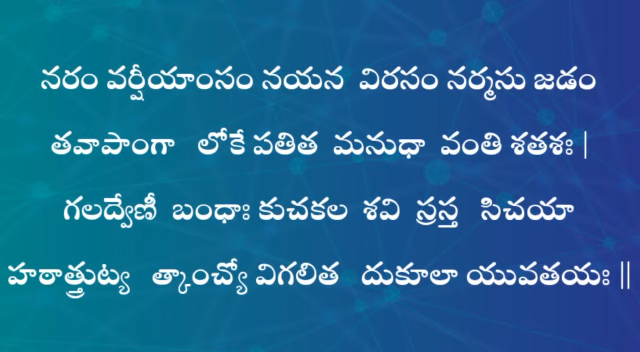 నరం వర్షీయాంసం నయన విరసం నర్మసు జడం
తవాపాంగా లోకే పతిత మనుధా వంతి శతశః |
గలద్వేణీ బంధాః కుచకల శవి స్రస్త సిచయా
హఠాత్త్రుట్య త్కాంచ్యో విగలిత దుకూలా యువతయః ||